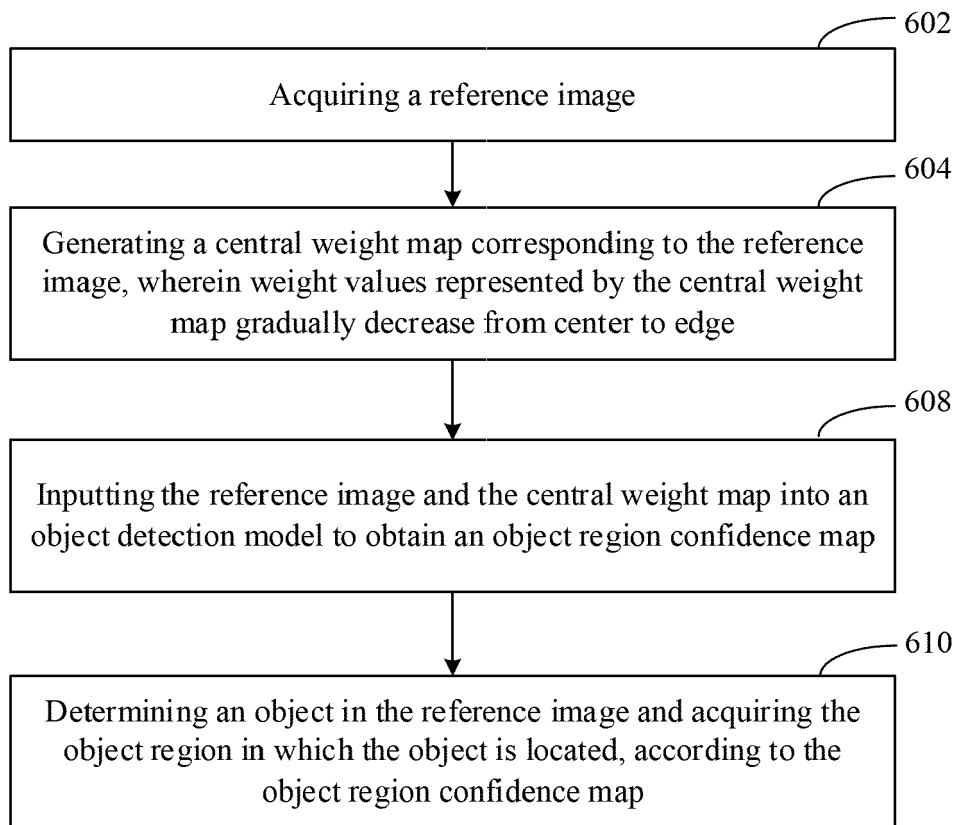 602
Acquiring a reference image
604
Generating a central weight map corresponding to the reference
image, wherein weight values represented by the central weight
map gradually decrease from center to edge
608
Inputting the reference image and the central weight map into an
object detection model to obtain an object region confidence map
610
Determining an object in the reference image and acquiring the
object region in which the object is located, according to the
object region confidence map